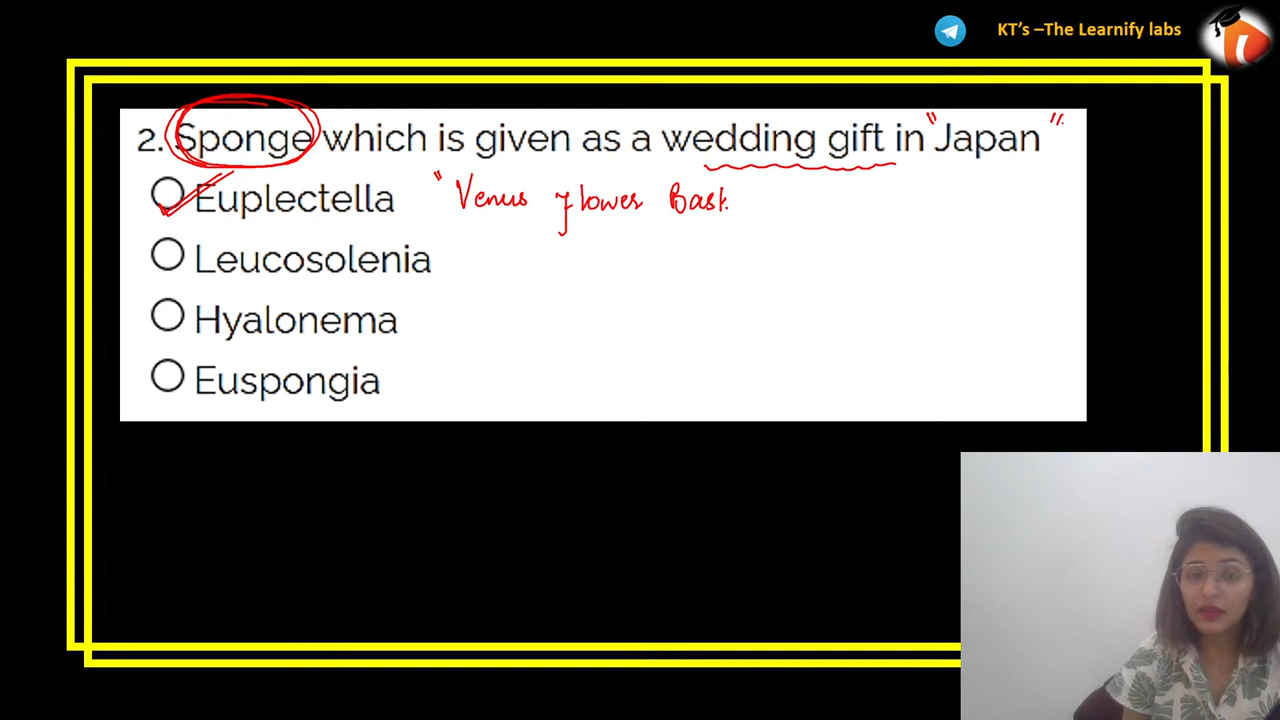 KT's –The Learnify labs
2. Sponge which is given as a wedding gift in "Japan"
Euplectella "Venus flower Bask
Leucosolenia
Hyalonema
Euspongia